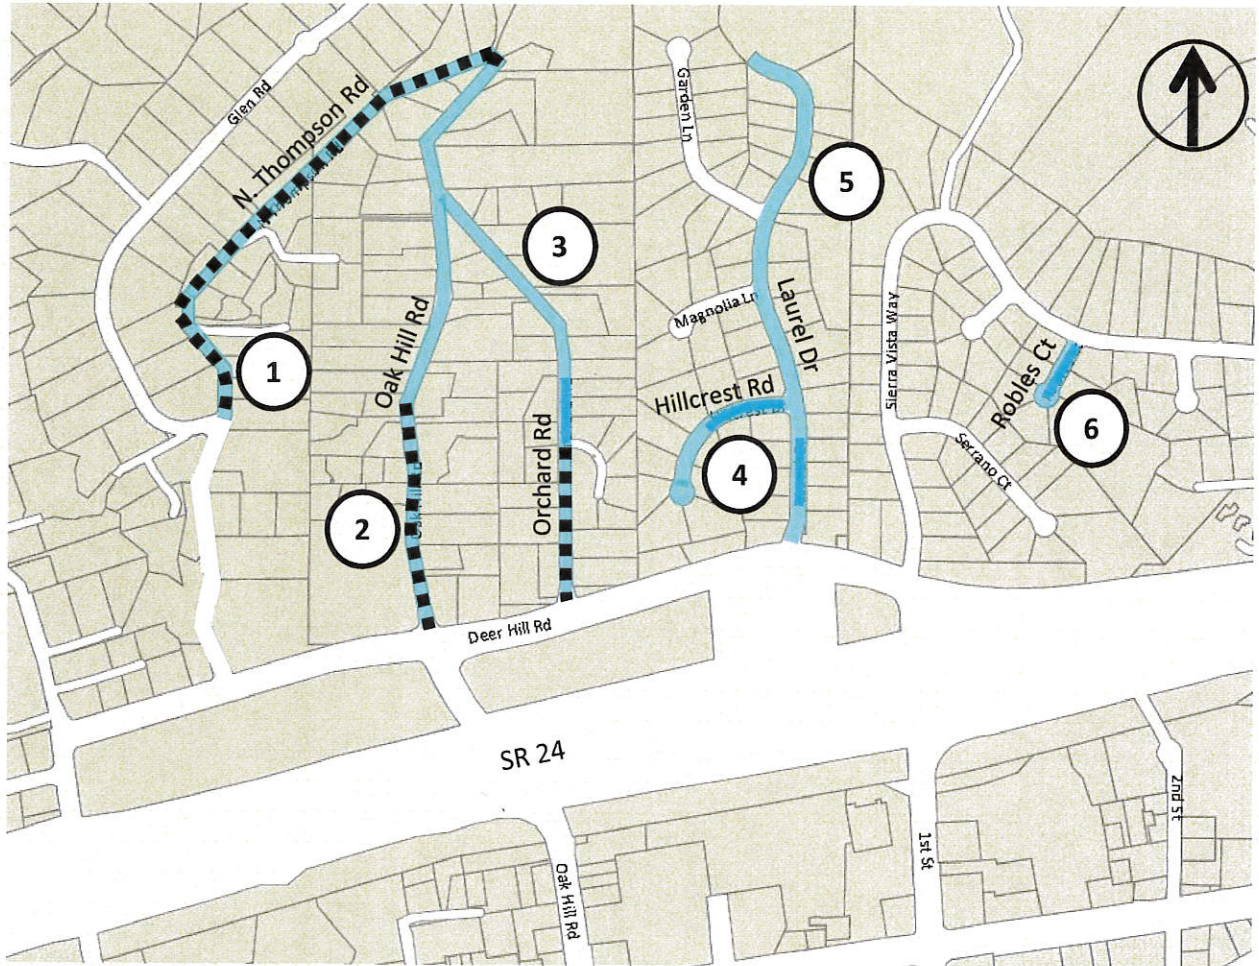 Glen Rd
N. Thompson Rd
Garden Ln
5
3
Oak Hill Rd
Magnolia Ln
Laurel Dr
Sierra Vista Way
1
Hillcrest Rd
Robles Ct
6
Orchard Rd
4
Serrano Ct
2
Deer Hill Rd
SR 24
2nd St
1st St
Oak Hill Rd